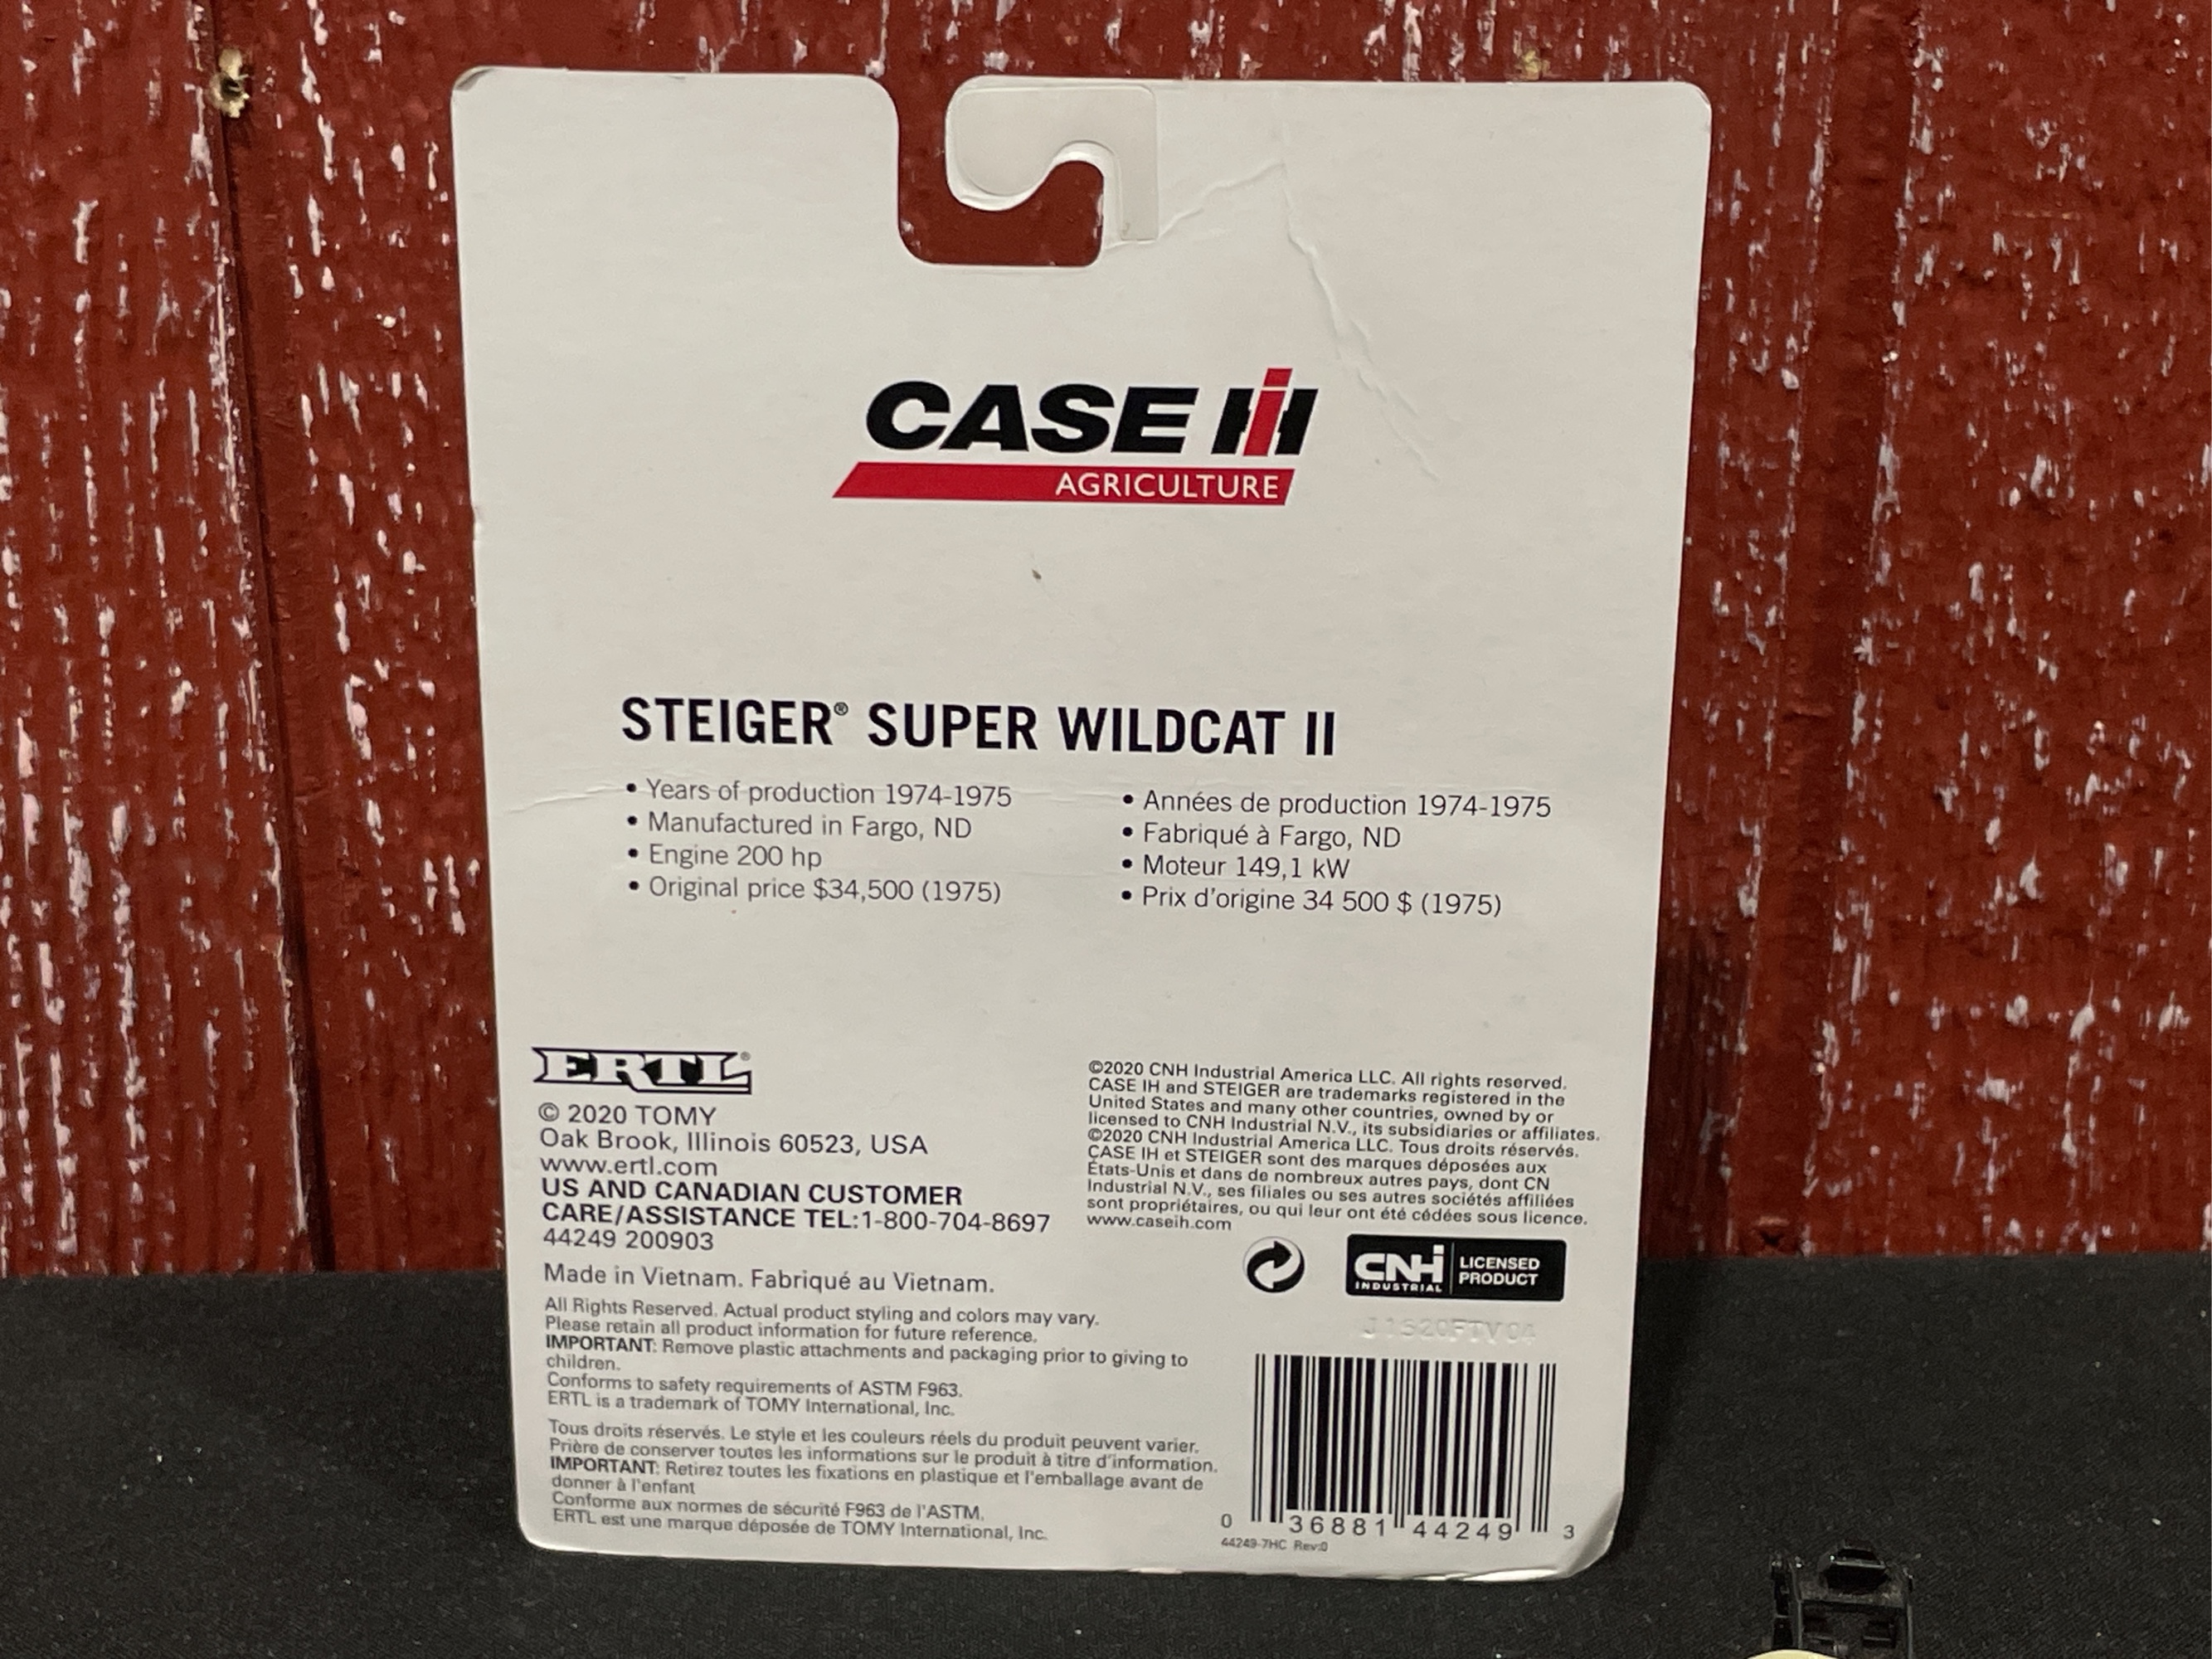 CASE IH
AGRICULTURE
STEIGER® SUPER WILDCAT II
• Years of production 1974-1975
• Manufactured in Fargo, ND
• Engine 200 hp
• Original price $34,500 (1975)
• Années de production 1974-1975
• Fabriqué à Fargo, ND
• Moteur 149,1 kW
• Prix d'origine 34 500 $ (1975)
ERTL®
© 2020 TOMY
Oak Brook, Illinois 60523, USA
www.ertl.com
US AND CANADIAN CUSTOMER
CARE/ASSISTANCE TEL:1-800-704-8697
44249 200903
Made in Vietnam. Fabriqué au Vietnam.
All Rights Reserved. Actual product styling and colors may vary.
Please retain all product information for future reference.
IMPORTANT: Remove plastic attachments and packaging prior to giving to
children.
Conforms to safety requirements of ASTM F963.
ERTL is a trademark of TOMY International, Inc.
Tous droits réservés. Le style et les couleurs réels du produit peuvent varier.
Prière de conserver toutes les informations sur le produit à titre d'information.
IMPORTANT: Retirez toutes les fixations en plastique et l'emballage avant de
donner à l'enfant
Conforme aux normes de sécurité F963 de l'ASTM.
ERTL est une marque déposée de TOMY International, Inc.
©2020 CNH Industrial America LLC. All rights reserved.
CASE IH and STEIGER are trademarks registered in the
United States and many other countries, owned by or
licensed to CNH Industrial N.V., its subsidiaries or affiliates.
©2020 CNH Industrial America LLC. Tous droits réservés.
CASE IH et STEIGER sont des marques déposées aux
États-Unis et dans de nombreux autres pays, dont CN
Industrial N.V., ses filiales ou ses autres sociétés affiliées
sont propriétaires, ou qui leur ont été cédées sous licence.
www.caseih.com
CNH INDUSTRIAL
LICENSED
PRODUCT
0 36881 44249 3
44249-7HC Rev:0